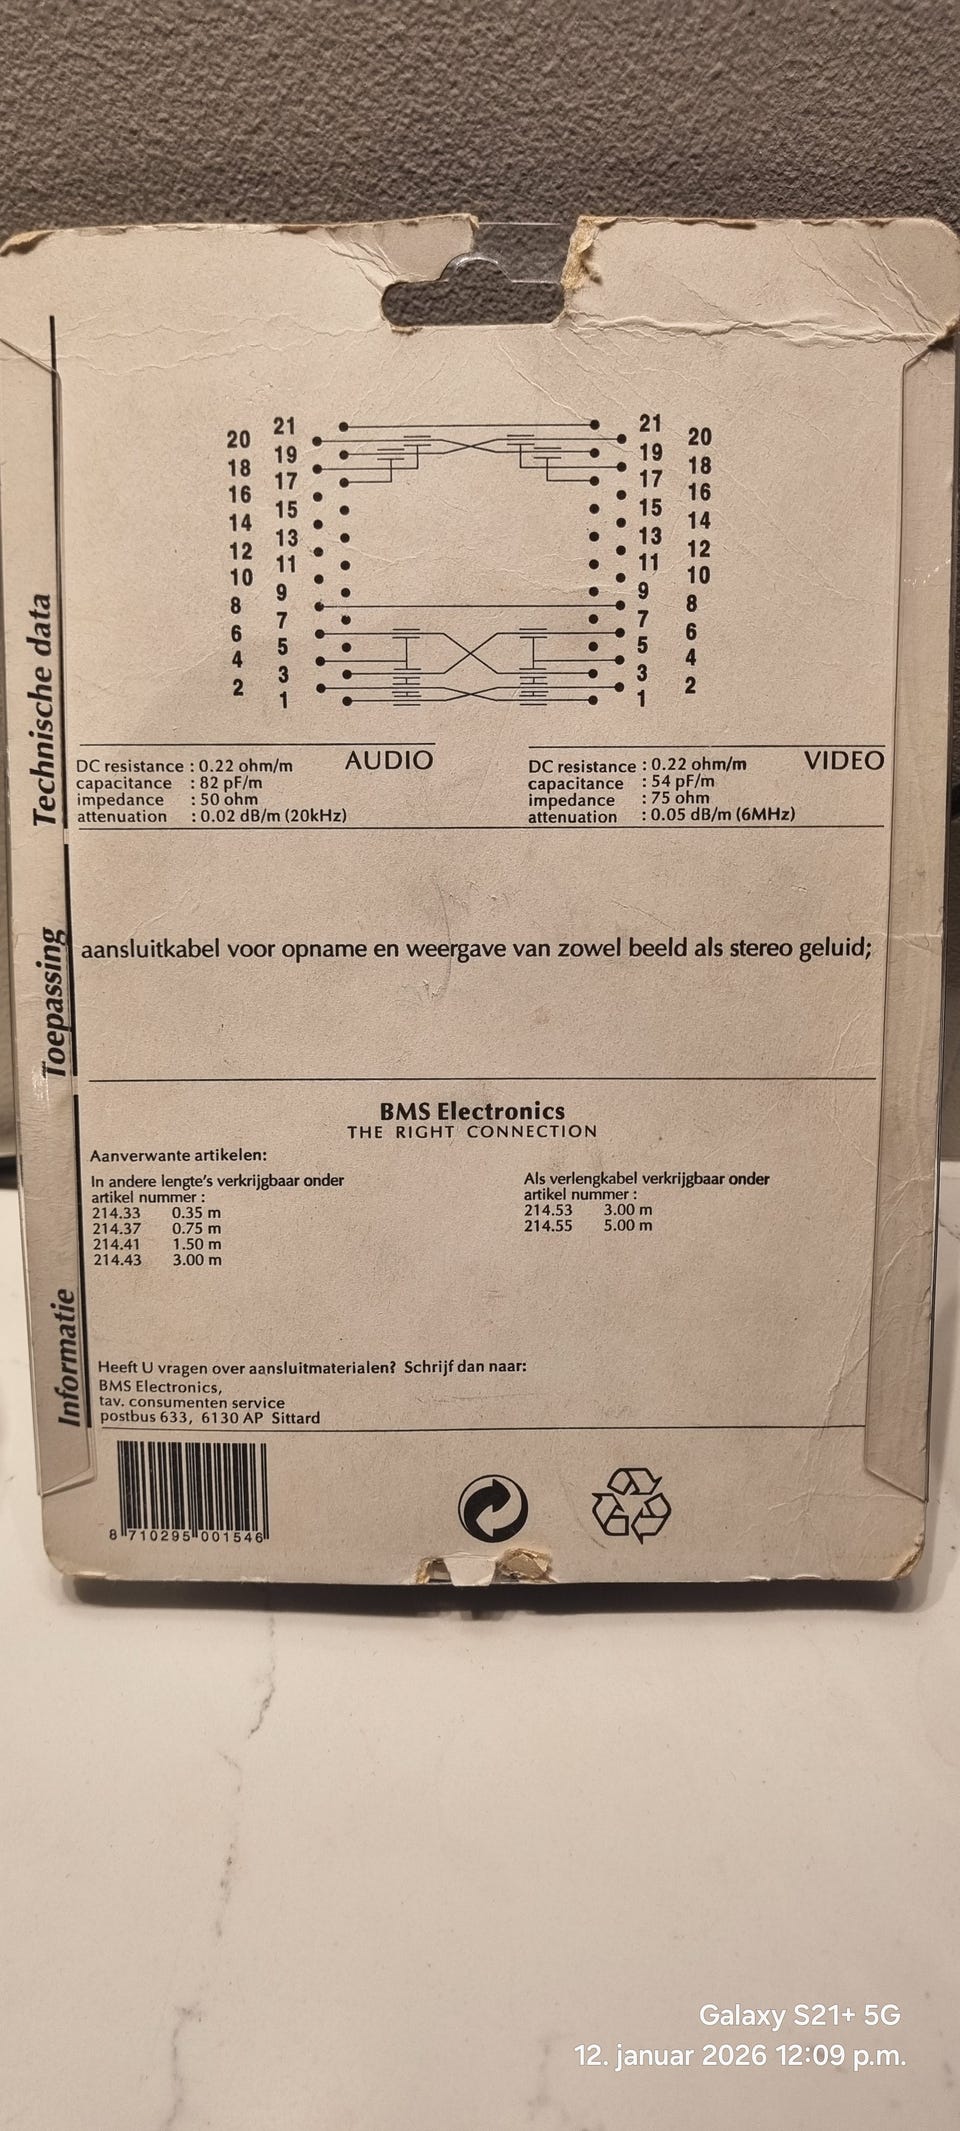 21 21
20 20
19 19
18 18
17 17
16 16
15 15
14 14
13 13
12 12
11 11
10 10
9 9
8 8
7 7
6 6
5 5
4 4
3 3
2 2
1 1
Technische data
AUDIO
DC resistance : 0.22 ohm/m
capacitance : 82 pF/m
impedance : 50 ohm
attenuation : 0.02 dB/m (20kHz)
VIDEO
DC resistance : 0.22 ohm/m
capacitance : 54 pF/m
impedance : 75 ohm
attenuation : 0.05 dB/m (6MHz)
Toepassing
aansluitkabel voor opname en weergave van zowel beeld als stereo geluid;
BMS Electronics
THE RIGHT CONNECTION
Informatie
Aanverwante artikelen:
In andere lengte's verkrijgbaar onder
artikel nummer :
214.33 0.35 m
214.37 0.75 m
214.41 1.50 m
214.43 3.00 m
Als verlengkabel verkrijgbaar onder
artikel nummer :
214.53 3.00 m
214.55 5.00 m
Heeft U vragen over aansluitmaterialen? Schrijf dan naar:
BMS Electronics,
tav. consumenten service
postbus 633, 6130 AP Sittard
8 710295 001546
Galaxy S21+ 5G
12. januar 2026 12:09 p.m.